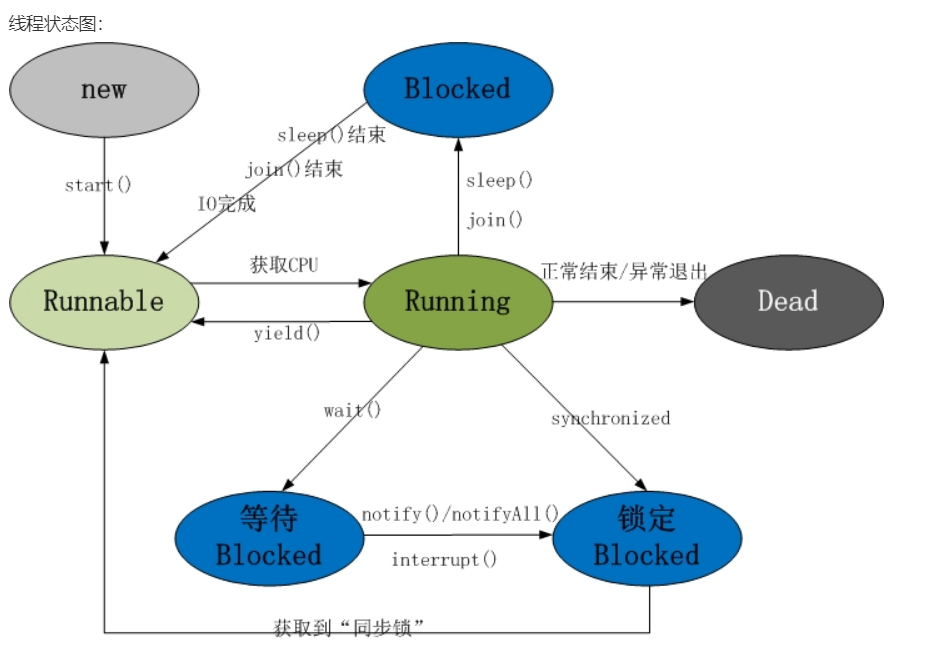 线程状态图：
new
Blocked
sleep()结束
join()结束
IO完成
start()
sleep()
join()
获取CPU
正常结束/异常退出
Runnable
Running
Dead
yield()
wait()
synchronized
等待
Blocked
notify()/notifyAll()
interrupt()
锁定
Blocked
获取到“同步锁”